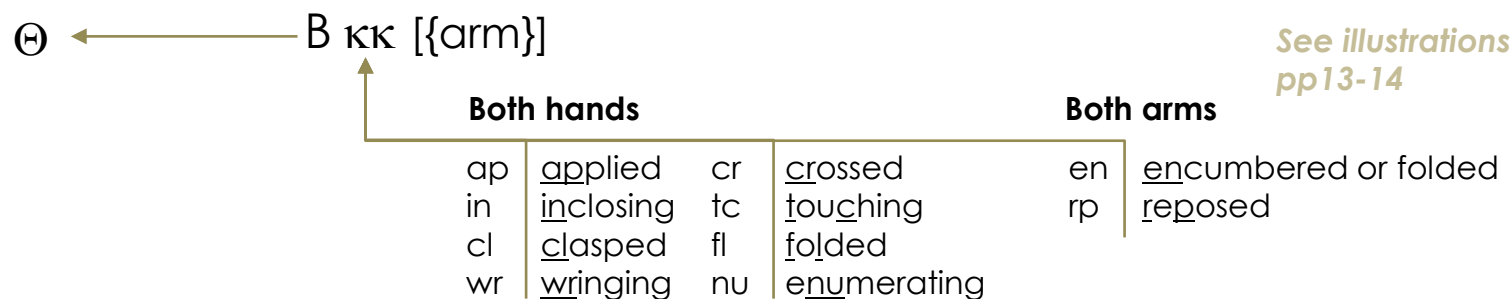 Θ B κκ [{arm}]
See illustrations
pp13-14
Both hands Both arms
ap applied cr crossed en encumbered or folded
in inclosing tc touching rp reposed
cl clasped fl folded
wr wringing nu enumerating